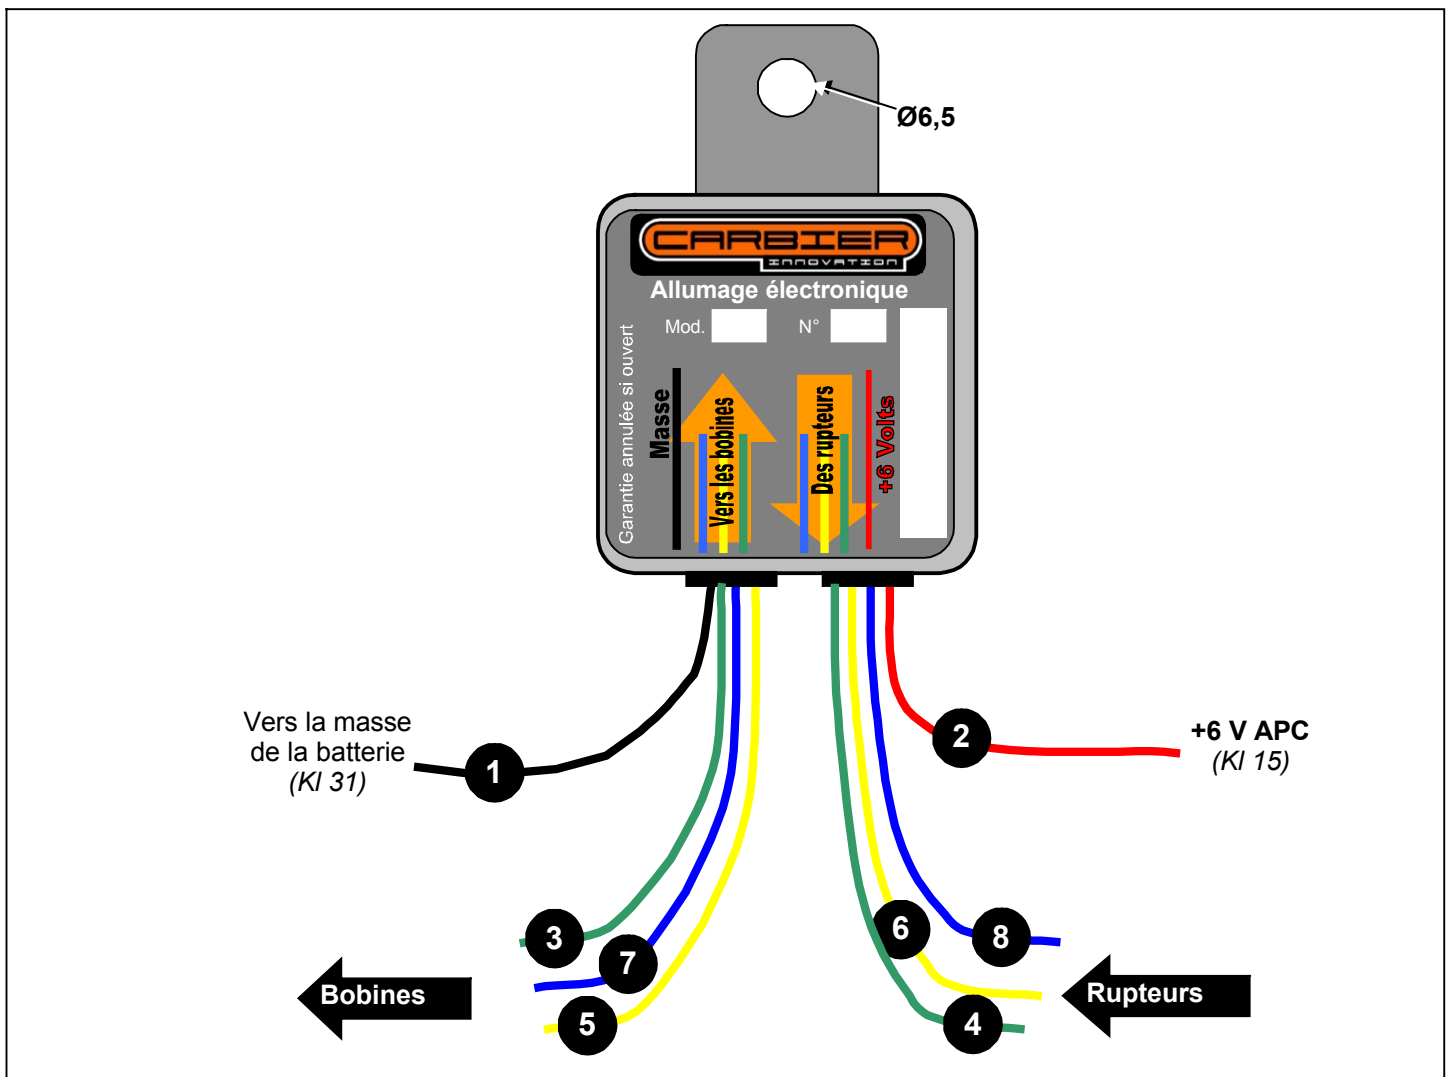 Ø6,5
CARBIER
INNOVATION
Allumage électronique
Mod.
N°
Garantie annulée si ouvert
Masse
Vers les bobines
Des rupteurs
+6 Volts
Vers la masse
de la batterie
(Kl 31)
1
2
+6 V APC
(Kl 15)
3
7
5
6
8
4
Bobines
Rupteurs